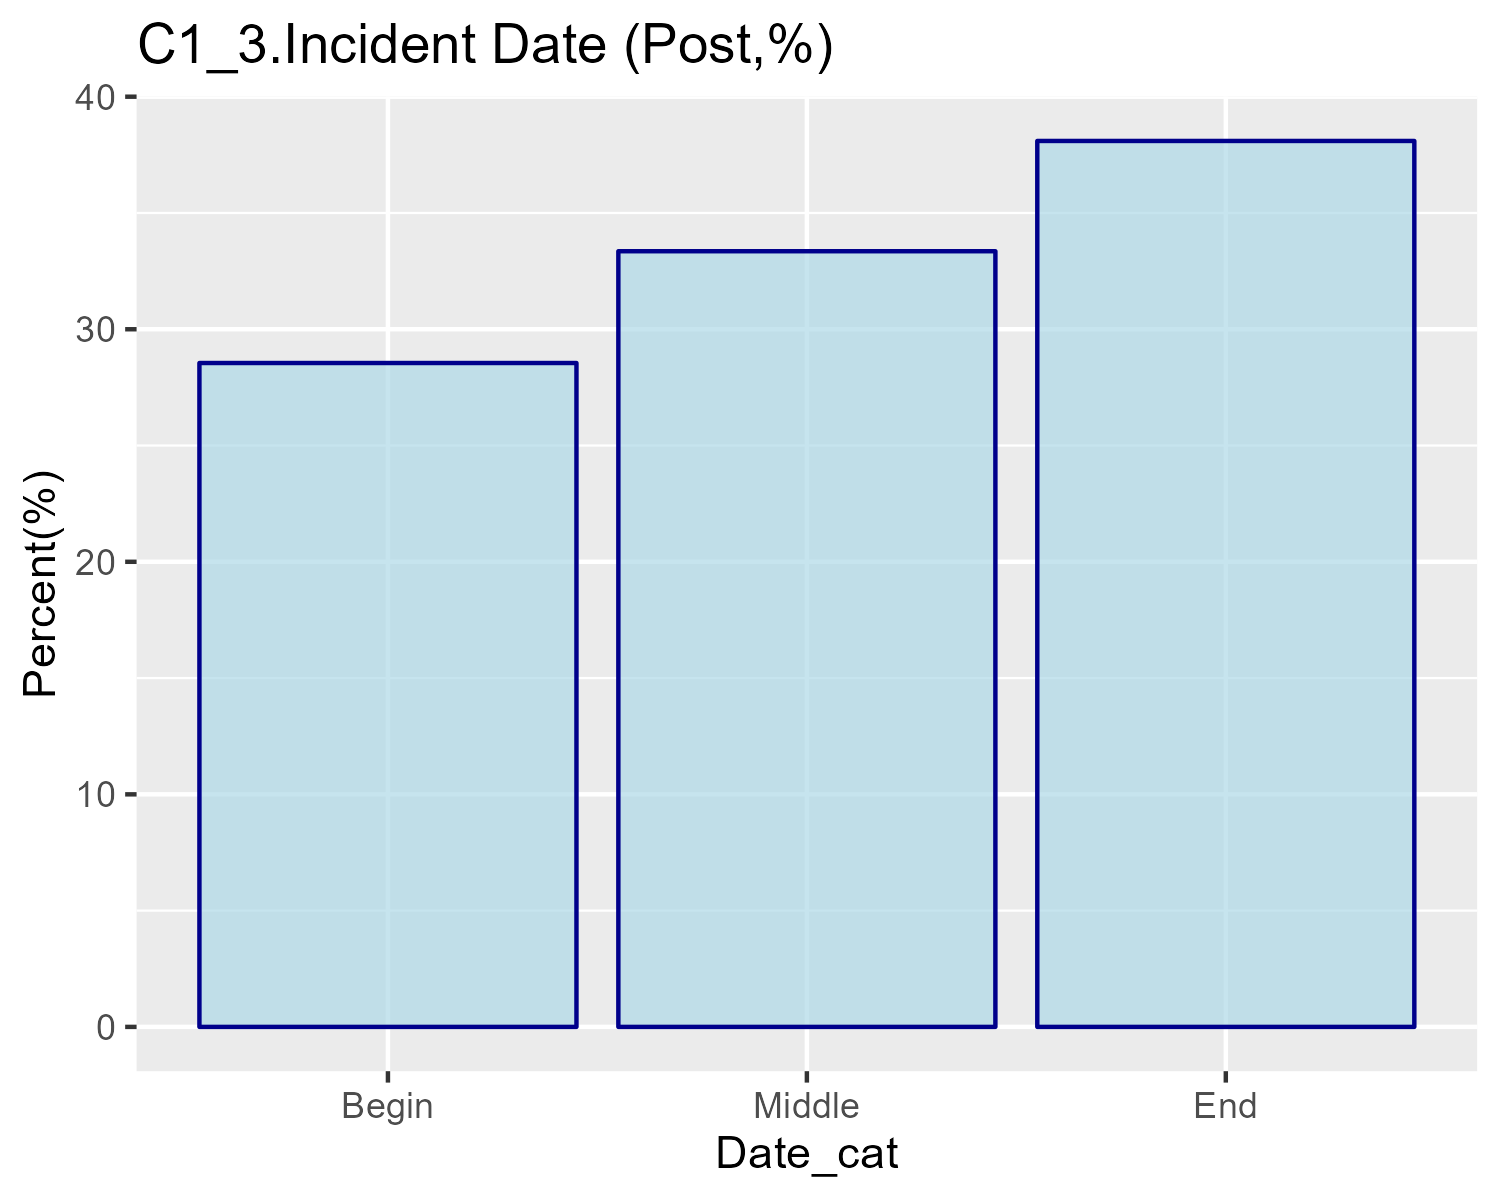 C1_3.Incident Date (Post,%)
40
30
20
10
0
Percent(%)
Begin Middle End
Date_cat